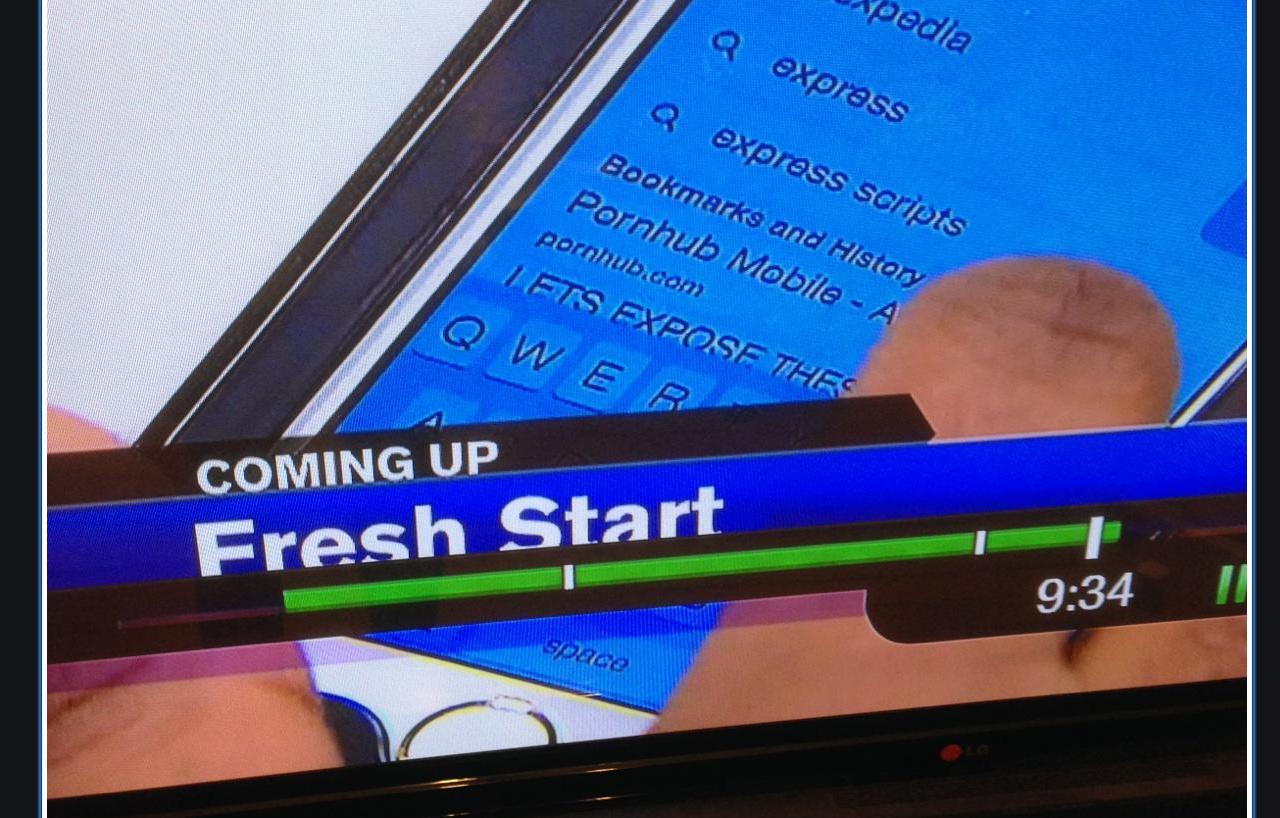 xpedia
express
express scripts
Bookmarks and History
Pornhub Mobile - A
pornhub.com
LETS EXPOSE THES
Q W E R
A
COMING UP
Fresh Start
9:34
space
LG